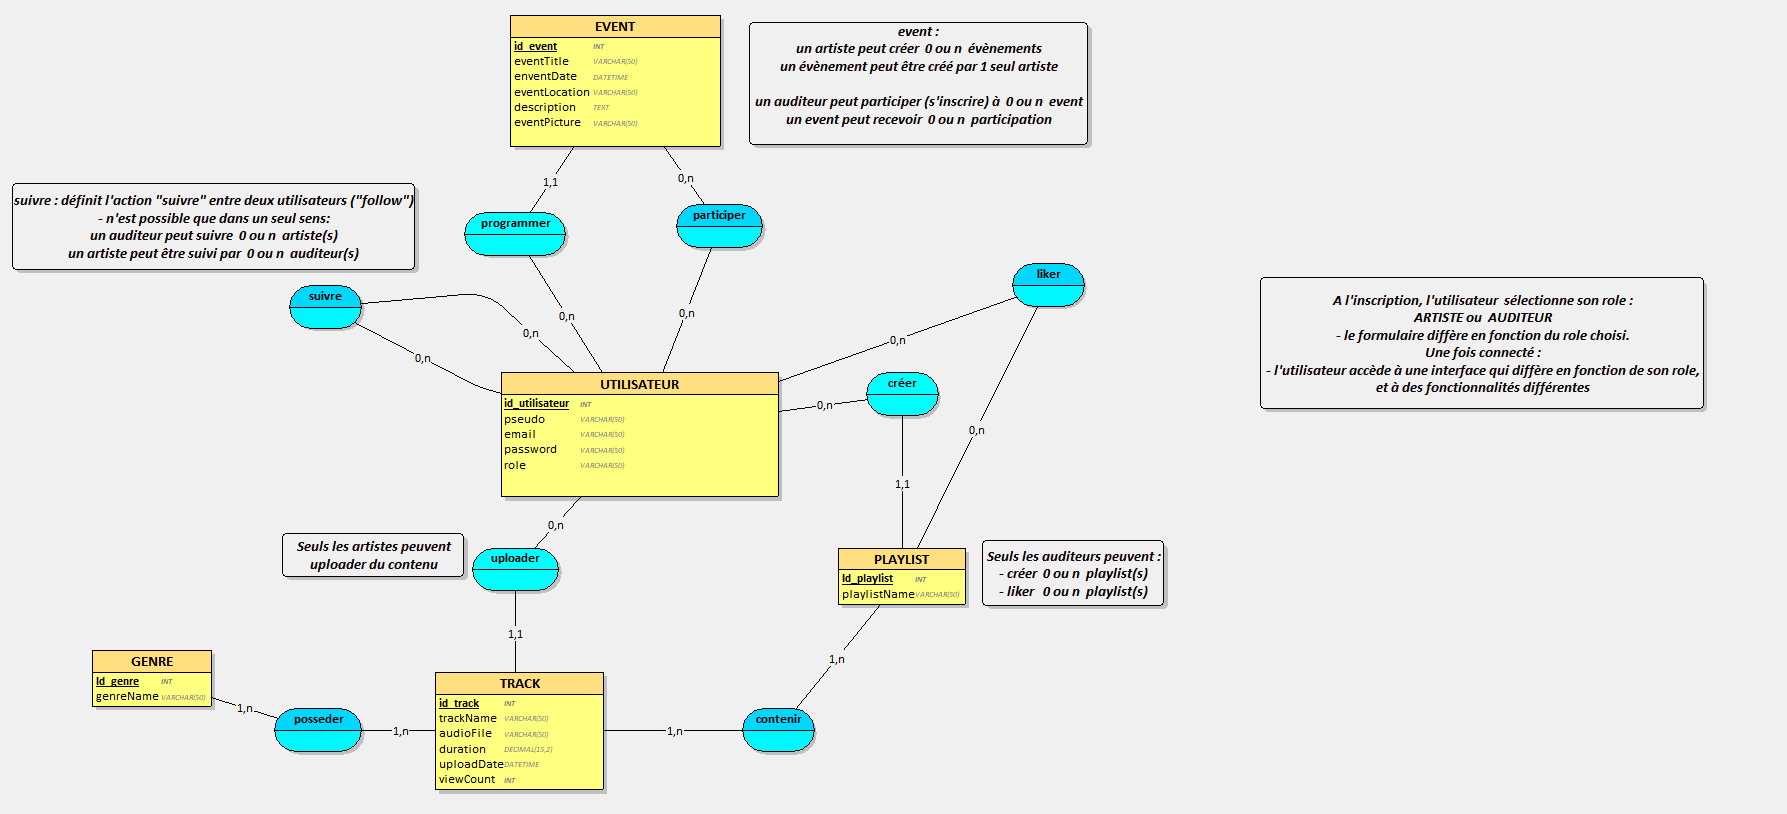 EVENT
id_event INT
eventTitle VARCHAR(50)
enventDate DATETIME
eventLocation VARCHAR(50)
description TEXT
eventPicture VARCHAR(50)
event :
un artiste peut créer 0 ou n évènements
un évènement peut être créé par 1 seul artiste
un auditeur peut participer (s'inscrire) à 0 ou n event
un event peut recevoir 0 ou n participation
1,1
0,n
suivre : définit l'action "suivre" entre deux utilisateurs ("follow")
- n'est possible que dans un seul sens:
un auditeur peut suivre 0 ou n artiste(s)
un artiste peut être suivi par 0 ou n auditeur(s)
programmer
participer
suivre
liker
0,n
0,n
0,n
0,n
0,n
A l'inscription, l'utilisateur sélectionne son role :
ARTISTE ou AUDITEUR
- le formulaire diffère en fonction du role choisi.
Une fois connecté :
- l'utilisateur accède à une interface qui diffère en fonction de son role,
et à des fonctionnalités différentes
UTILISATEUR
id_utilisateur INT
pseudo VARCHAR(50)
email VARCHAR(50)
password VARCHAR(50)
role VARCHAR(50)
créer
0,n
0,n
1,1
0,n
Seuls les artistes peuvent
uploader du contenu
uploader
PLAYLIST
Id_playlist INT
playlistName VARCHAR(50)
Seuls les auditeurs peuvent :
- créer 0 ou n playlist(s)
- liker 0 ou n playlist(s)
1,1
1,n
GENRE
Id_genre INT
genreName VARCHAR(50)
1,n
posseder
1,n
TRACK
id_track INT
trackName VARCHAR(50)
audioFile VARCHAR(50)
duration DECIMAL(15,2)
uploadDate DATETIME
viewCount INT
1,n
contenir